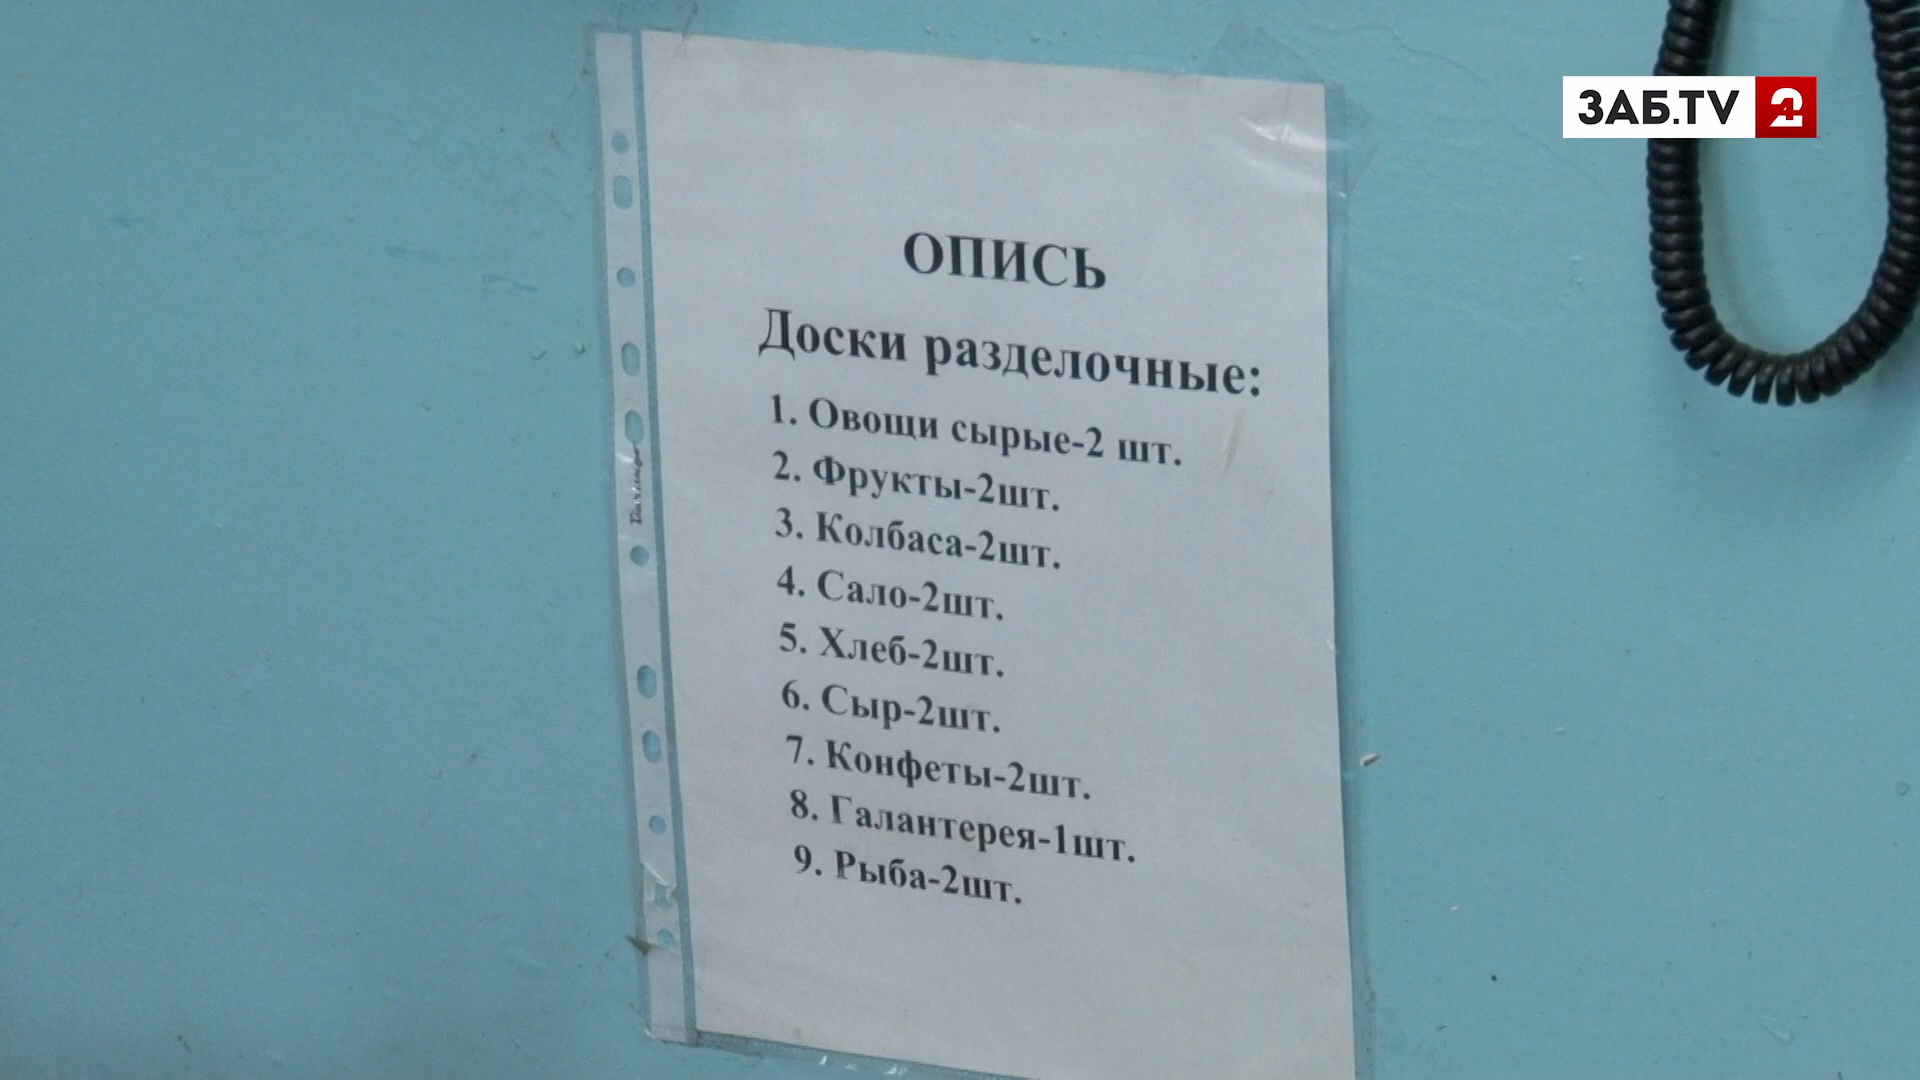 ЗАБ.TV 24
ОПИСЬ
Доски разделочные:
1. Овощи сырые-2 шт.
2. Фрукты-2шт.
3. Колбаса-2шт.
4. Сало-2шт.
5. Хлеб-2шт.
6. Сыр-2шт.
7. Конфеты-2шт.
8. Галантерея-1шт.
9. Рыба-2шт.